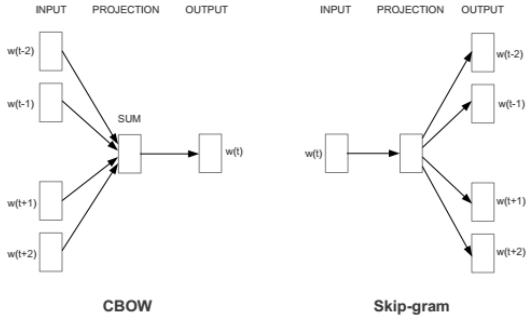 INPUT PROJECTION OUTPUT
w(t-2)
w(t-1)
SUM
w(t)
w(t+1)
w(t+2)
CBOW
INPUT PROJECTION OUTPUT
w(t-2)
w(t-1)
w(t)
w(t+1)
w(t+2)
Skip-gram